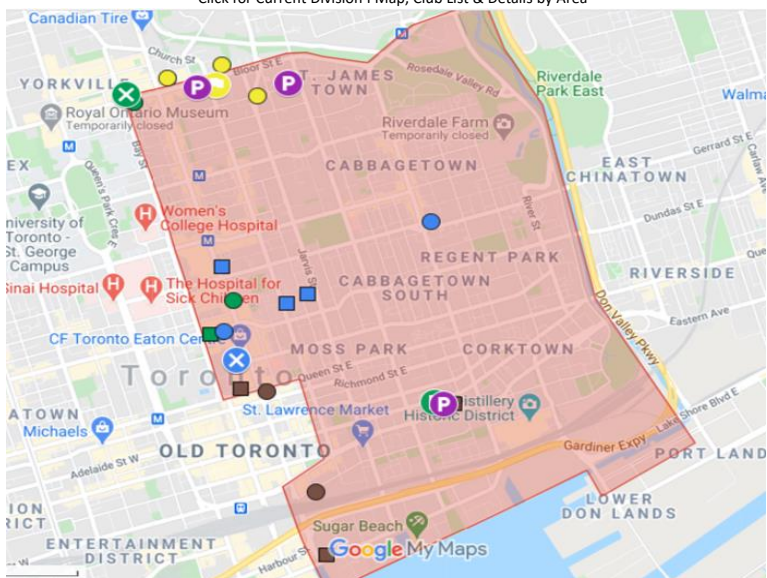 Click for Current Division I Map, Club List & Details by Area
Canadian Tire
Church St
Bloor St E
YORKVILLE
P
P
T. JAMES
TOWN
Rosedale Valley Rd
Riverdale
Park East
Walma
Royal Ontario Museum
Temporarily closed
Riverdale Farm
Temporarily closed
M
EX
Queen's Park Cres E
Bay St
M
CABBAGETOWN
EAST
CHINATOWN
Gerrard St E
Carlaw Ave
niversity of
Toronto -
St. George
Campus
H
Women's
College Hospital
River St
Dundas St E
M
Jarvis St
REGENT PARK
Que
RIVERSIDE
Sinai Hospital
H
H
The Hospital for
Sick Children
CABBAGETOWN
SOUTH
Don Valley Pkwy
Eastern Ave
CF Toronto Eaton Cen
MOSS PARK
CORKTOWN
Toronto
Queen St E
Richmond St E
P
Distillery
Historic District
ATOWN
Michaels
St. Lawrence Market
Lake Shore Blvd E
OLD TORONTO
Adelaide St W
Gardiner Expy
PORT LAND
LOWER
DON LANDS
ION
RICT
ENTERTAINMENT
DISTRICT
Sugar Beach
Harbour St
Google My Maps